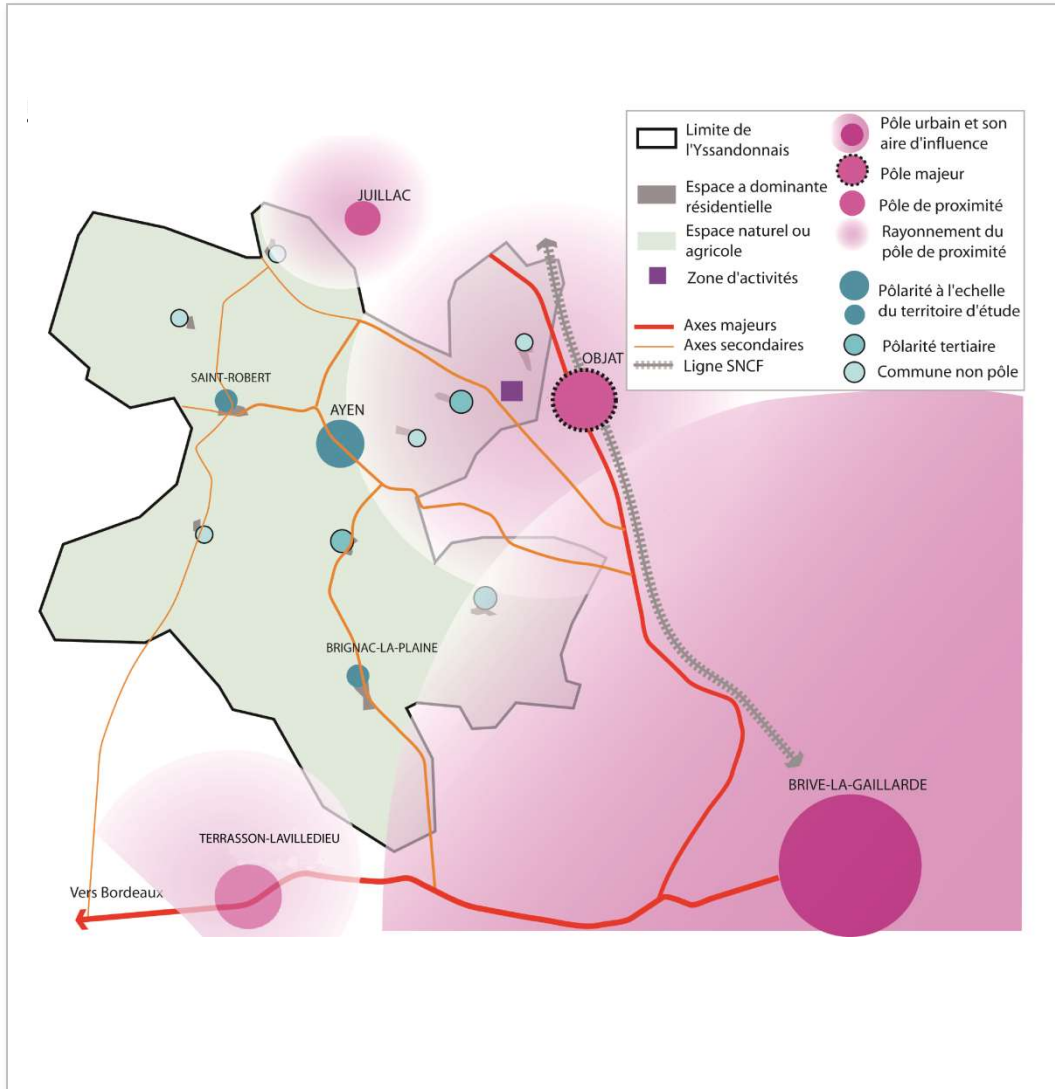 Limite de
l'Yssandonnais
Espace a dominante
résidentielle
Espace naturel ou
agricole
Zone d'activités
Axes majeurs
Axes secondaires
Ligne SNCF
Pôle urbain et son
aire d'influence
Pôle majeur
Pôle de proximité
Rayonnement du
pôle de proximité
Pôlarité à l'echelle
du territoire d'étude
Pôlarité tertiaire
Commune non pôle
JUILLAC
OBJAT
SAINT-ROBERT
AYEN
BRIGNAC-LA-PLAINE
BRIVE-LA-GAILLARDE
TERRASSON-LAVILLEDIEU
Vers Bordeaux